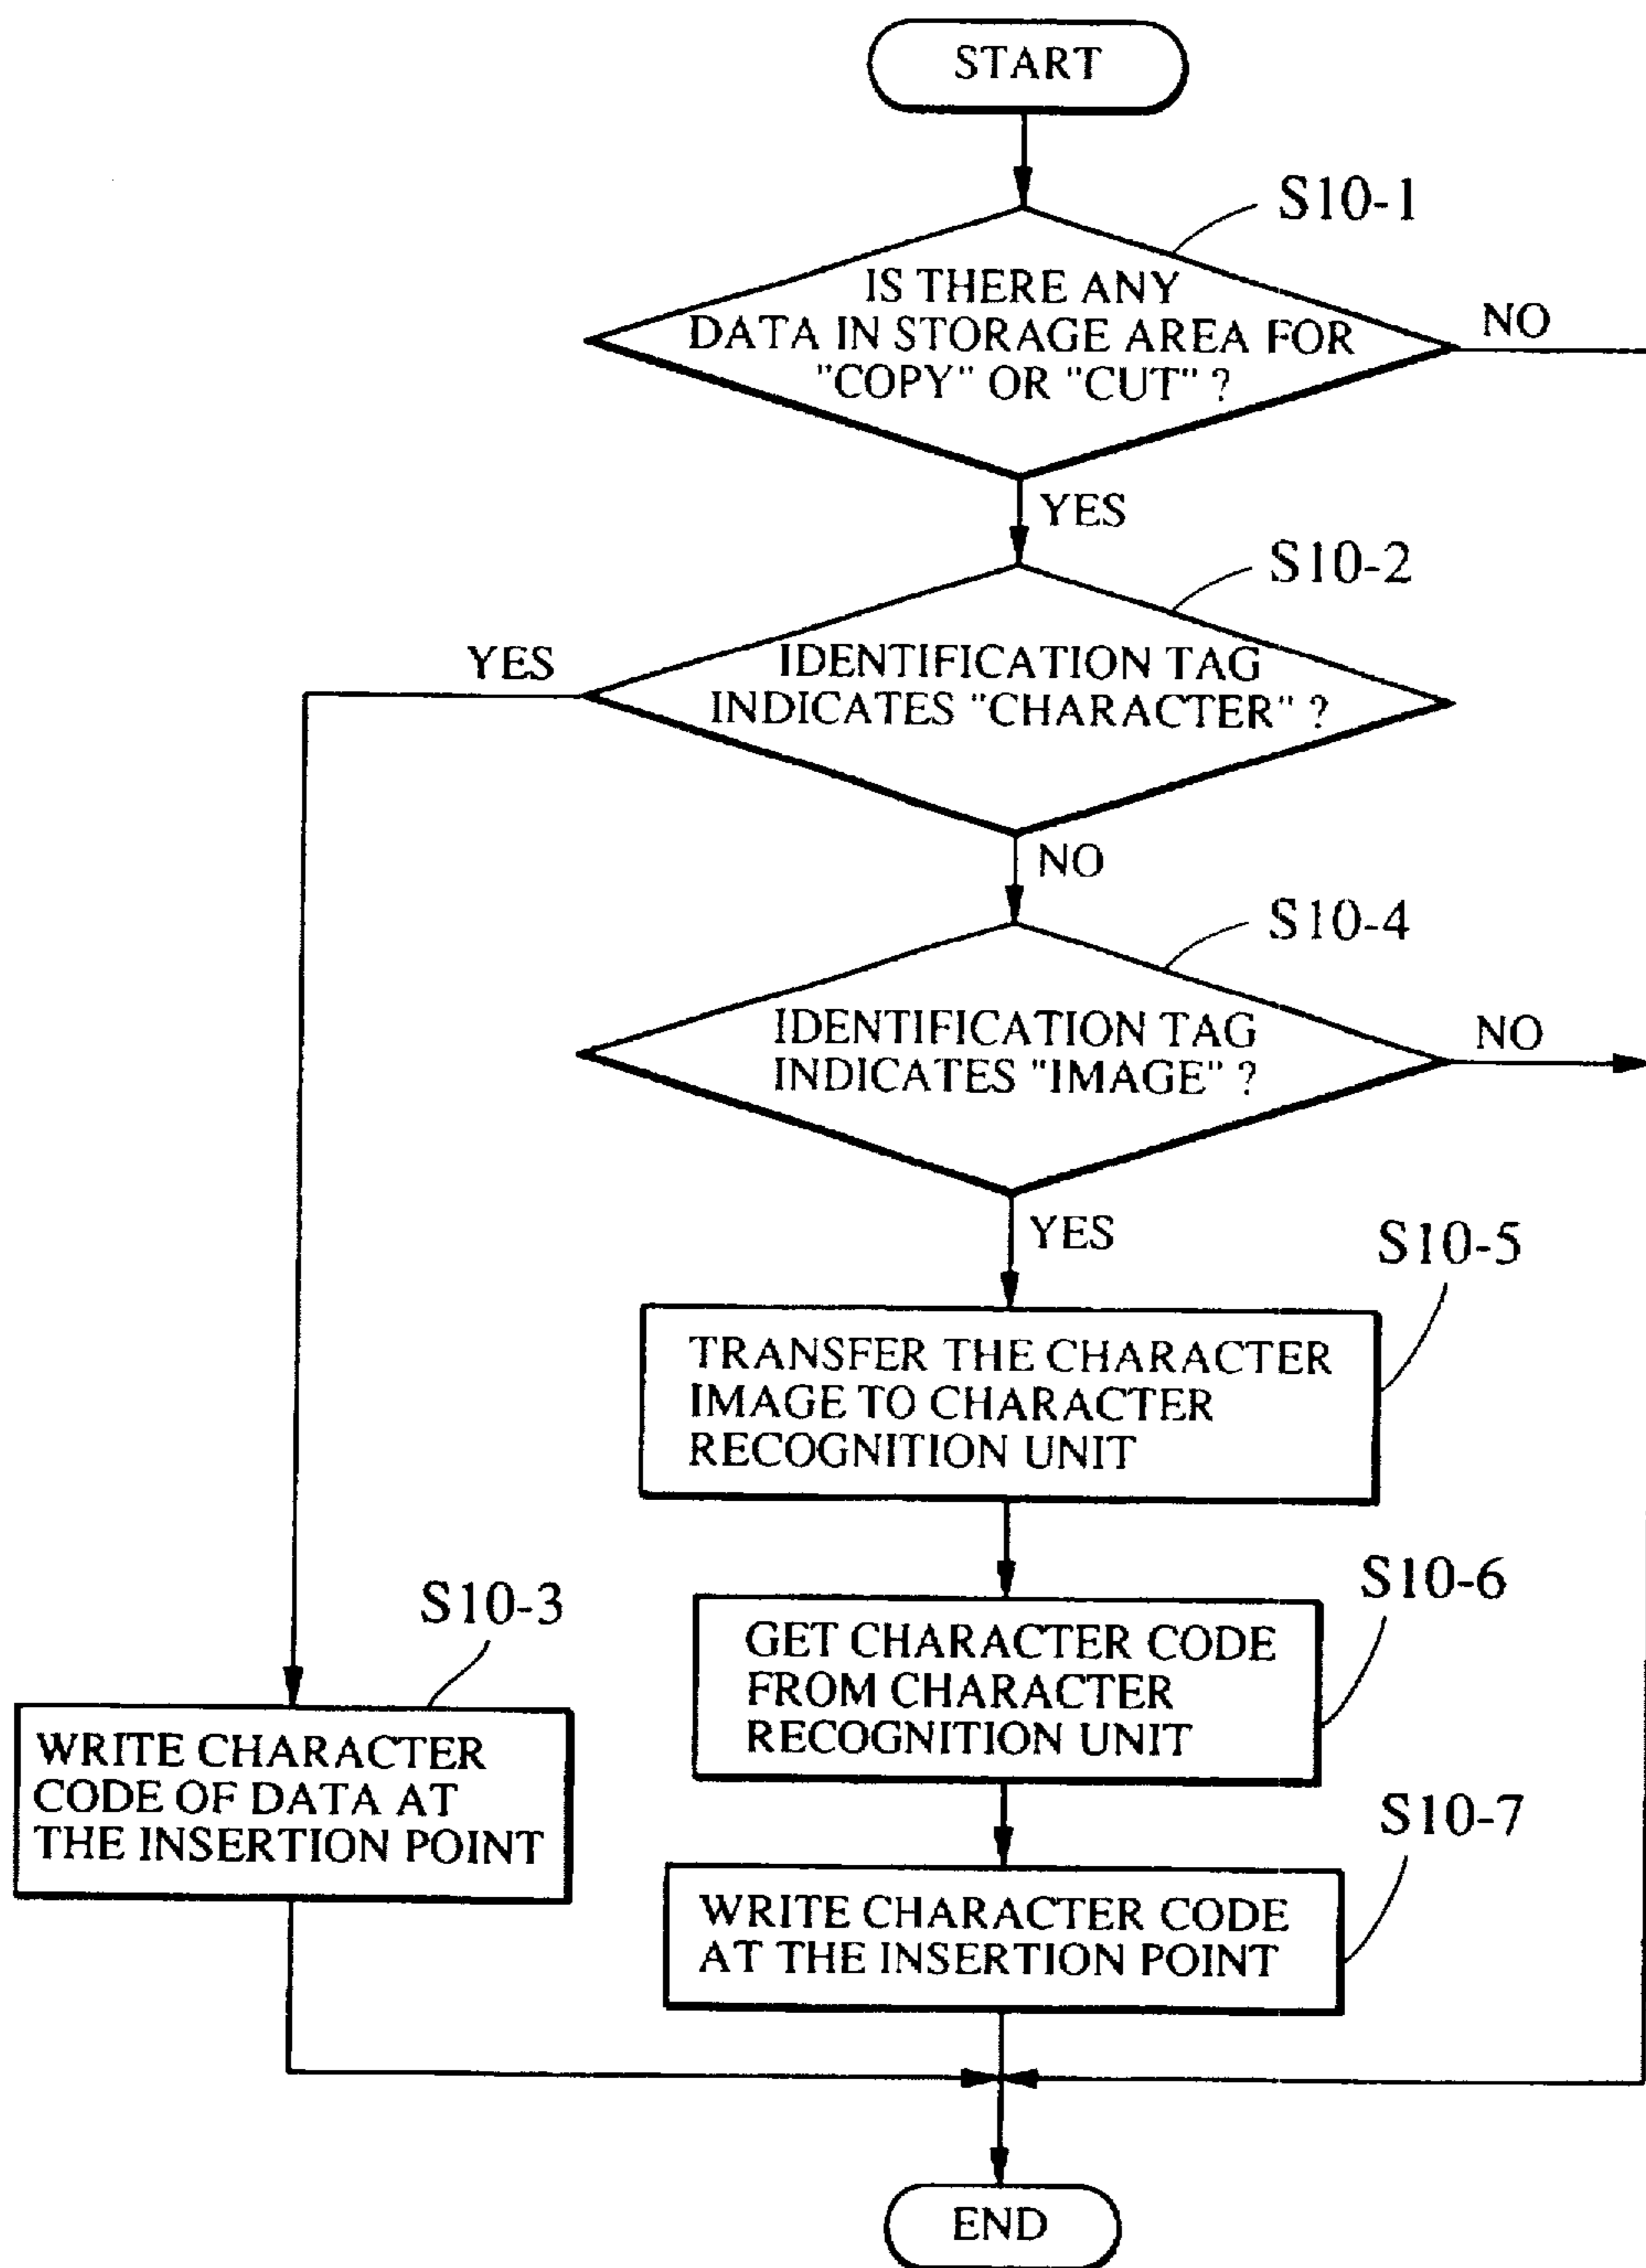 START
S10-1
IS THERE ANY
DATA IN STORAGE AREA FOR
"COPY" OR "CUT" ?
NO
YES
S10-2
YES
IDENTIFICATION TAG
INDICATES "CHARACTER" ?
NO
S10-4
IDENTIFICATION TAG
INDICATES "IMAGE" ?
NO
YES
S10-5
TRANSFER THE CHARACTER
IMAGE TO CHARACTER
RECOGNITION UNIT
S10-6
GET CHARACTER CODE
FROM CHARACTER
RECOGNITION UNIT
S10-3
WRITE CHARACTER
CODE OF DATA AT
THE INSERTION POINT
S10-7
WRITE CHARACTER CODE
AT THE INSERTION POINT
END